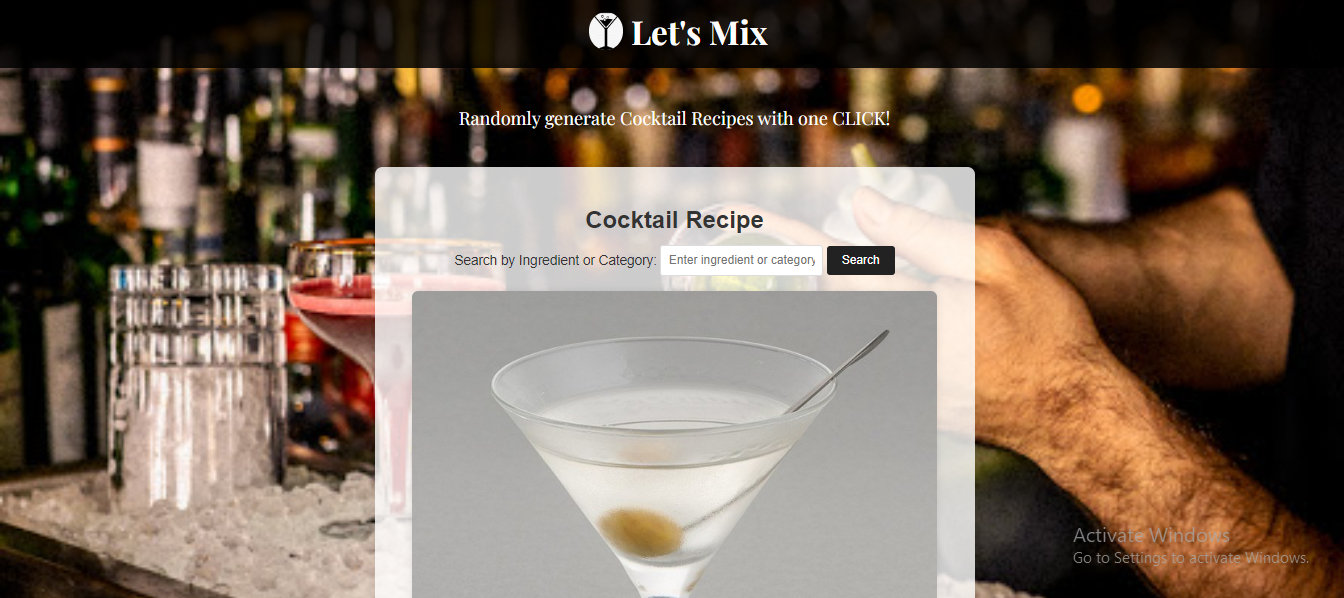 Let's Mix
Randomly generate Cocktail Recipes with one CLICK!
Cocktail Recipe
Search by Ingredient or Category: Enter ingredient or category Search
Activate Windows
Go to Settings to activate Windows.